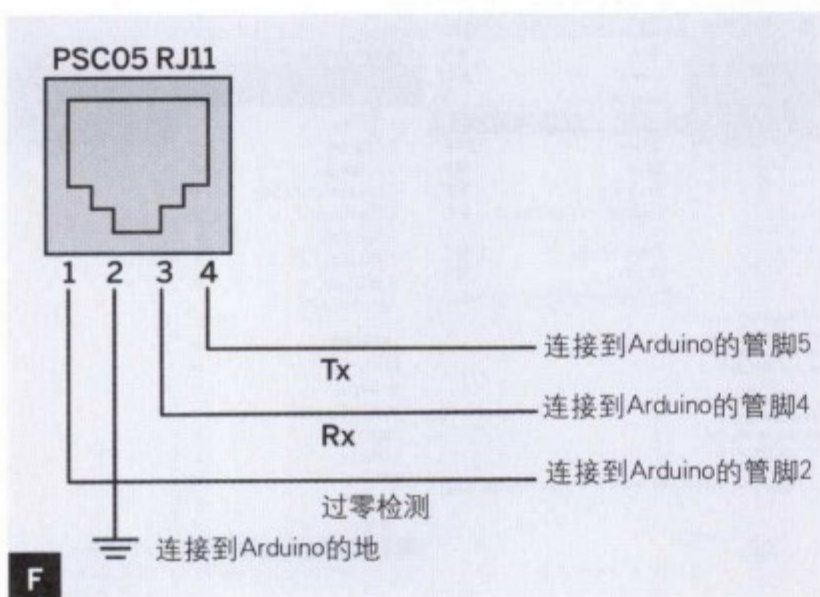 PSC05 RJ11
1 2 3 4
Tx
连接到Arduino的管脚5
Rx
连接到Arduino的管脚4
过零检测
连接到Arduino的管脚2
连接到Arduino的地
F